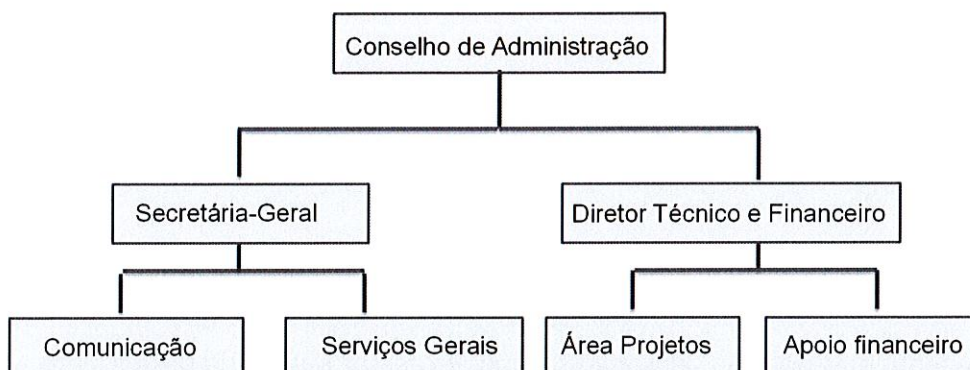 Conselho de Administração
Secretária-Geral
Diretor Técnico e Financeiro
Comunicação
Serviços Gerais
Área Projetos
Apoio financeiro